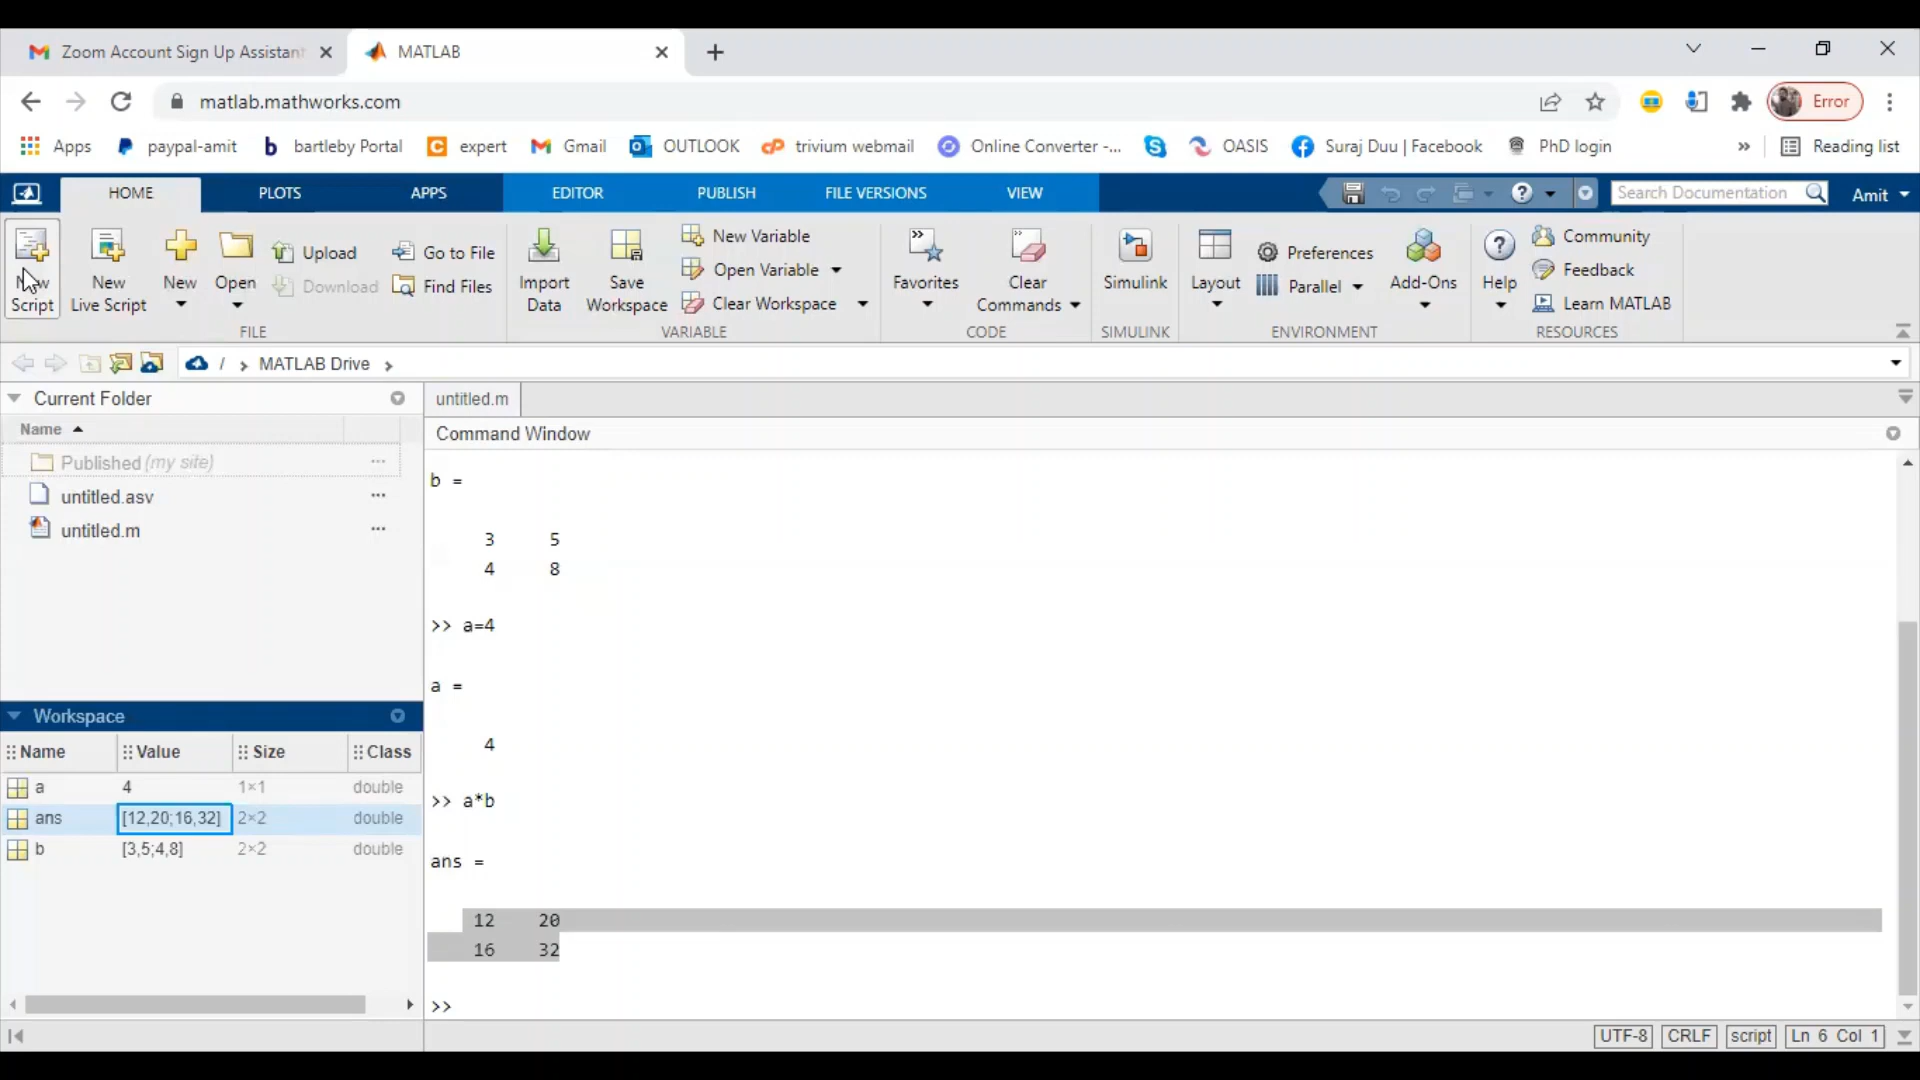 Zoom Account Sign Up Assistan
MATLAB
matlab.mathworks.com
Error
Apps paypal-amit bartleby Portal expert Gmail OUTLOOK trivium webmail Online Converter -... OASIS Suraj Duu | Facebook PhD login » Reading list
HOME PLOTS APPS EDITOR PUBLISH FILE VERSIONS VIEW
Search Documentation Amit
New Script
New Live Script
New
Open
Upload
Download
Go to File
Find Files
FILE
Import Data
Save Workspace
New Variable
Open Variable
Clear Workspace
VARIABLE
Favorites
Clear Commands
CODE
Simulink
SIMULINK
Layout
Preferences
Parallel
Add-Ons
ENVIRONMENT
Help
Community
Feedback
Learn MATLAB
RESOURCES
/ › MATLAB Drive ›
Current Folder
Name
Published (my site)
untitled.asv
untitled.m
Workspace
Name Value Size Class
a 4 1×1 double
ans [12,20;16,32] 2×2 double
b [3,5;4,8] 2×2 double
untitled.m
Command Window
b =
3 5
4 8
>> a=4
a =
4
>> a*b
ans =
12 20
16 32
>>
UTF-8 CRLF script Ln 6 Col 1